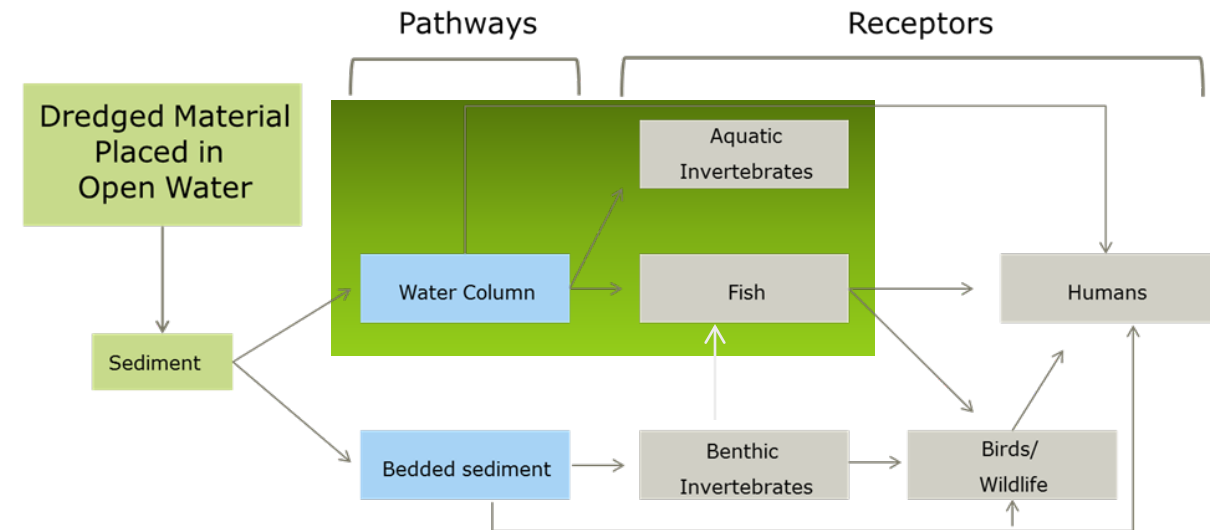 Pathways
Receptors
Dredged Material
Placed in
Open Water
Aquatic
Invertebrates
Water Column
Fish
Humans
Sediment
Bedded sediment
Benthic
Invertebrates
Birds/
Wildlife